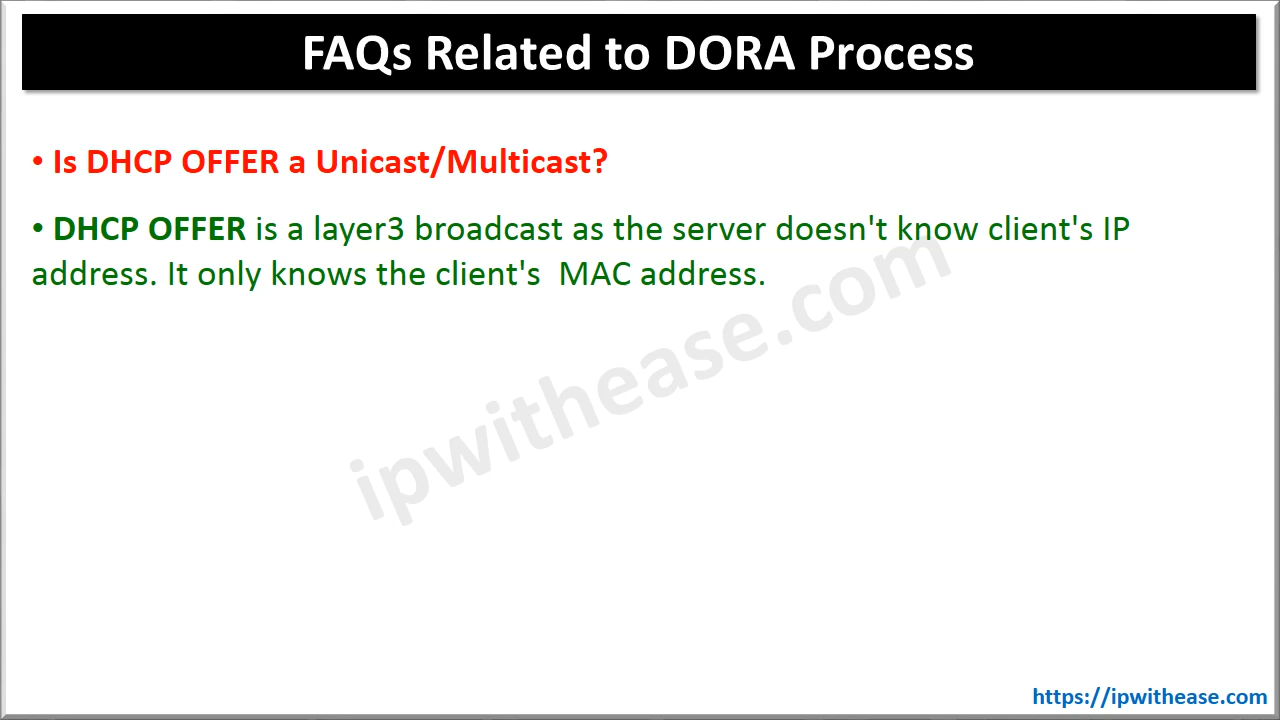 FAQs Related to DORA Process
• Is DHCP OFFER a Unicast/Multicast?
• DHCP OFFER is a layer3 broadcast as the server doesn't know client's IP
address. It only knows the client's  MAC address.
ipwithease.com
https://ipwithease.com